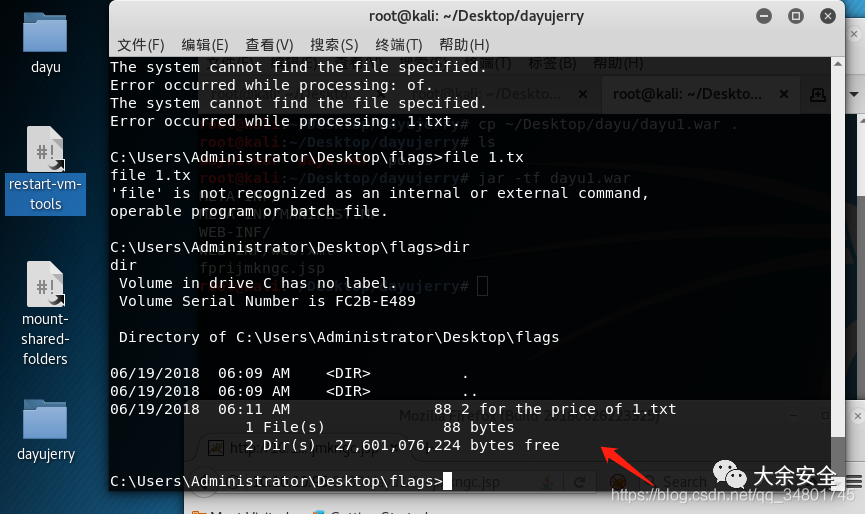 dayu
restart-vm-
tools
mount-
shared-
folders
dayujerry
root@kali: ~/Desktop/dayujerry
文件(F) 编辑(E) 查看(V) 搜索(S) 终端(T) 帮助(H)
The system cannot find the file specified.
Error occurred while processing: of.
The system cannot find the file specified.
Error occurred while processing: 1.txt.
C:\Users\Administrator\Desktop\flags>file 1.tx
file 1.tx
'file' is not recognized as an internal or external command,
operable program or batch file.
C:\Users\Administrator\Desktop\flags>dir
dir
Volume in drive C has no label.
Volume Serial Number is FC2B-E489
Directory of C:\Users\Administrator\Desktop\flags
06/19/2018 06:09 AM <DIR> .
06/19/2018 06:09 AM <DIR> ..
06/19/2018 06:11 AM 88 2 for the price of 1.txt
1 File(s) 88 bytes
2 Dir(s) 27,601,076,224 bytes free
C:\Users\Administrator\Desktop\flags>
标签(B) 帮助(H)
root@kali: ~/Deskto...
root@kali:~/Desktop/dayujerry# cp ~/Desktop/dayu/dayu1.war .
root@kali:~/Desktop/dayujerry# ls
jar -tf dayu1.war
WEB-INF/
fprijmkngc.jsp
Search
大余安全
https://blog.csdn.net/qq_34801745